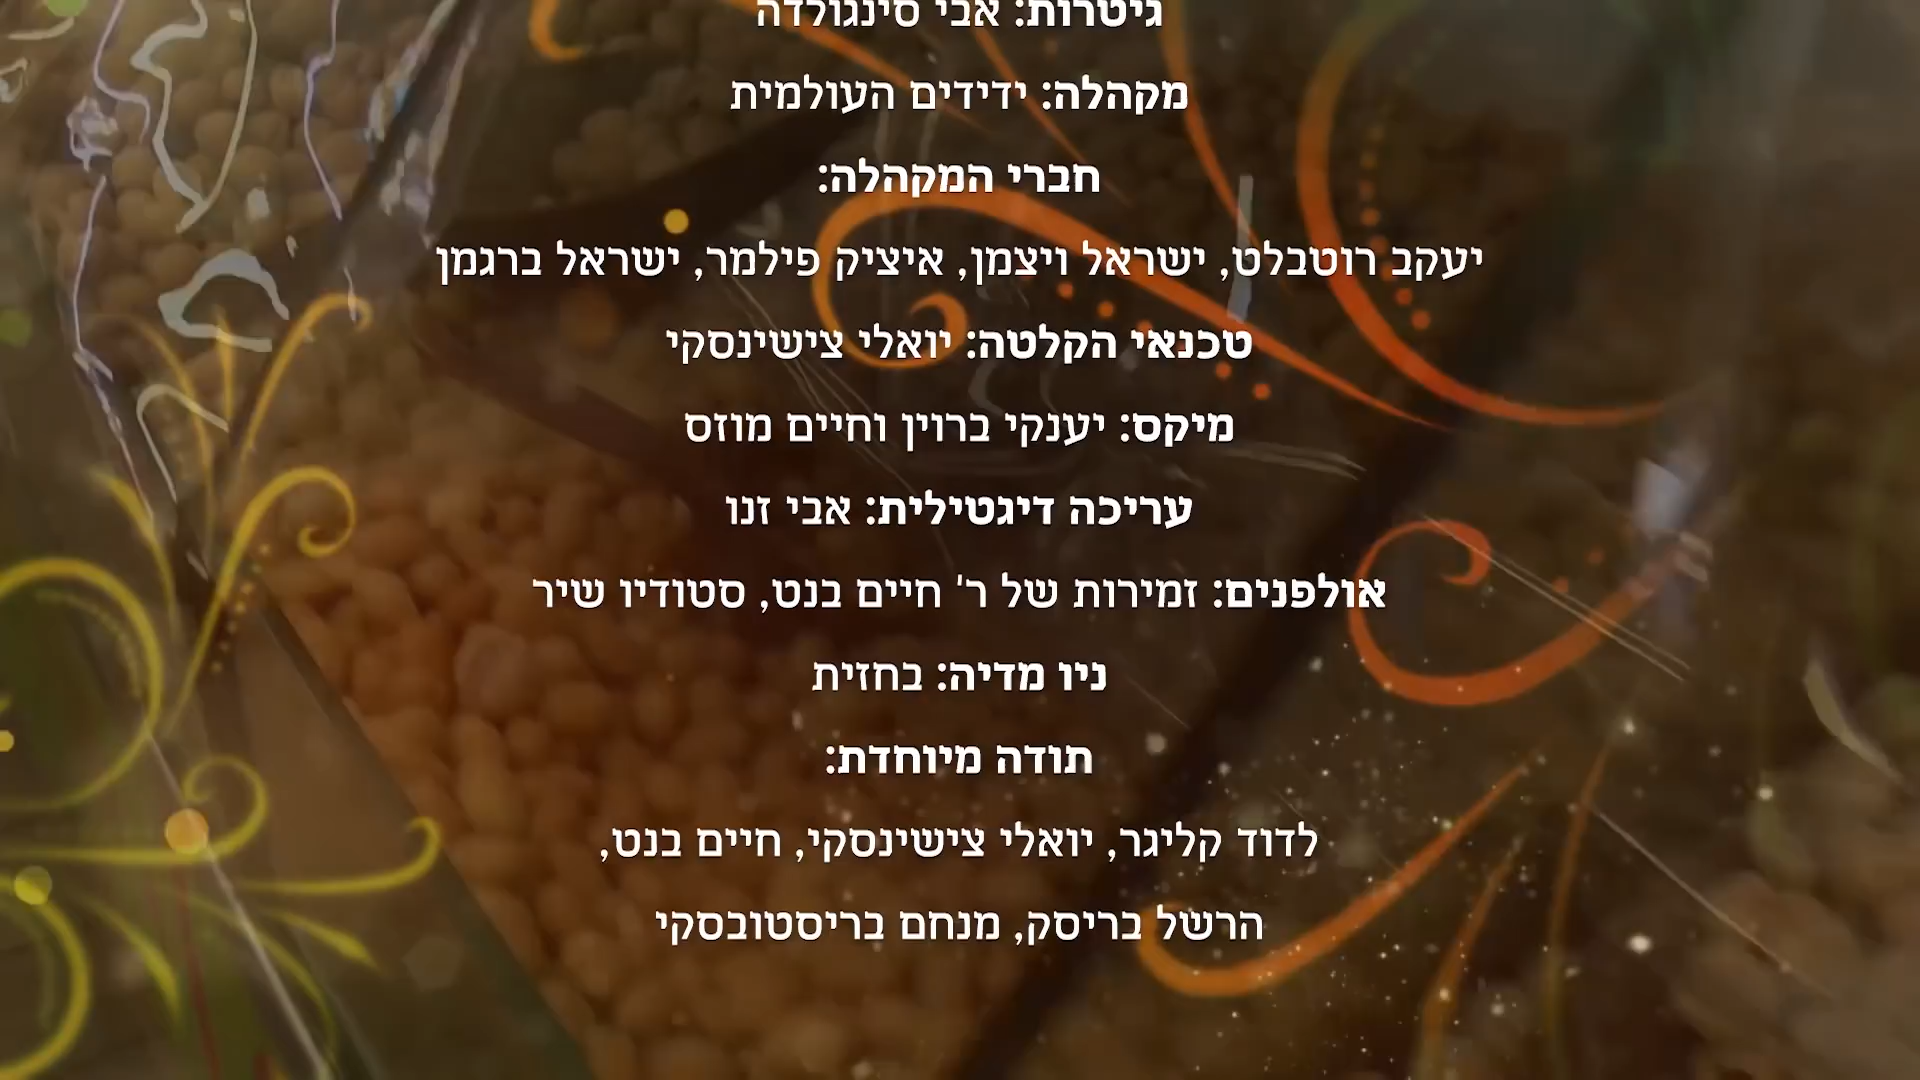 גיטרות: אבי סינגולדה
מקהלה: ידידים העולמית
חברי המקהלה:
יעקב רוטבלט, ישראל ויצמן, איציק פילמר, ישראל ברגמן
טכנאי הקלטה: יואלי צישינסקי
מיקס: יענקי ברוין וחיים מוזס
עריכה דיגטילית: אבי זנו
אולפנים: זמירות של ר' חיים בנט, סטודיו שיר
ניו מדיה: בחזית
תודה מיוחדת:
לדוד קליגר, יואלי צישינסקי, חיים בנט,
הרשל בריסק, מנחם בריסטובסקי